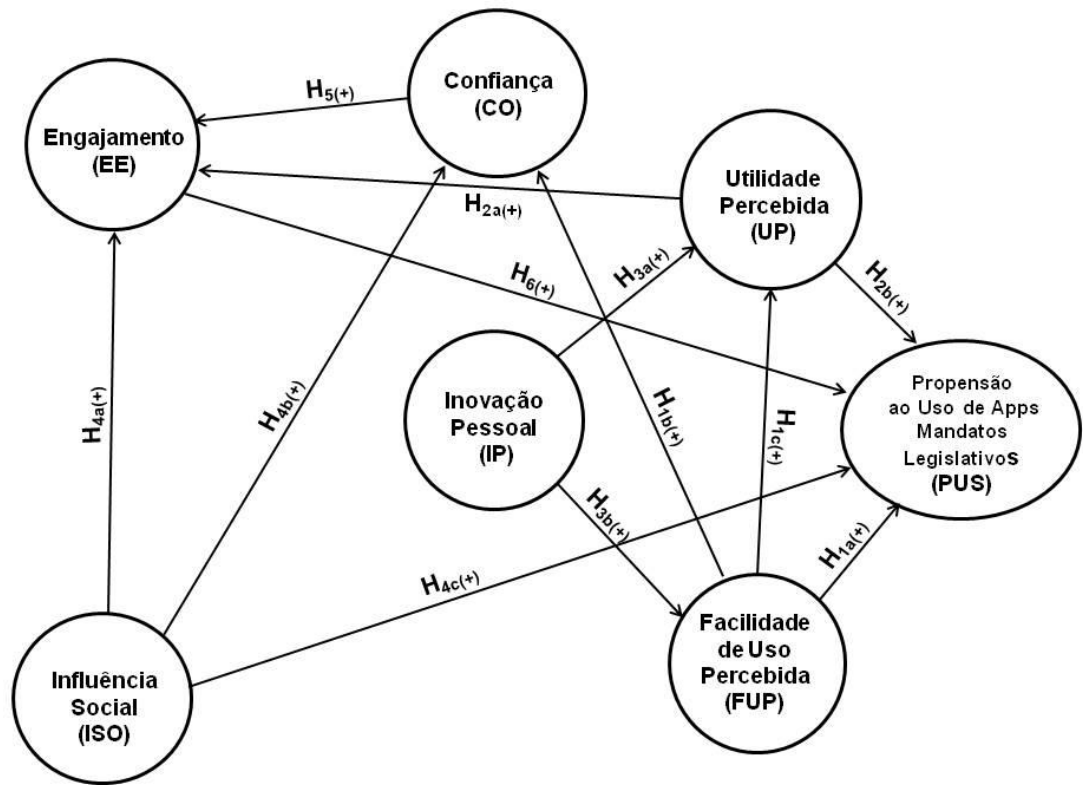 Confiança
(CO)
H5(+)
Engajamento
(EE)
Utilidade
Percebida
(UP)
H2a(+)
H3a(+)
H6(+)
H2b(+)
Inovação
Pessoal
(IP)
Propensão
ao Uso de Apps
Mandatos
Legislativos
(PUS)
H4a(+)
H4b(+)
H1b(+)
H1c(+)
H3b(+)
H1a(+)
H4c(+)
Facilidade
de Uso
Percebida
(FUP)
Influência
Social
(ISO)